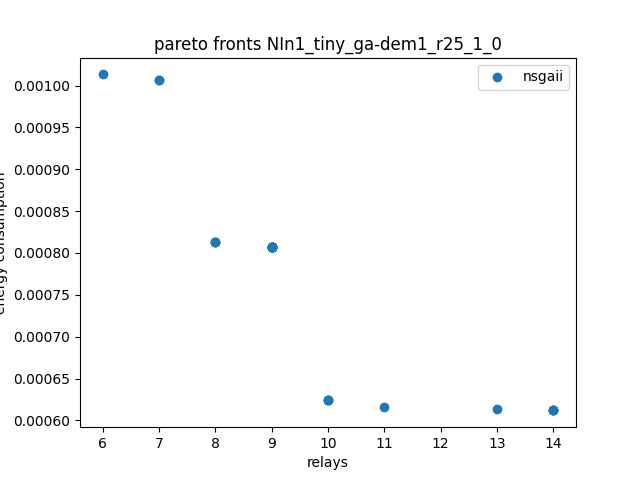 pareto fronts NIn1_tiny_ga-dem1_r25_1_0
nsgaii
0.00100
0.00095
0.00090
0.00085
0.00080
0.00075
0.00070
0.00065
0.00060
energy consumption
6 7 8 9 10 11 12 13 14
relays